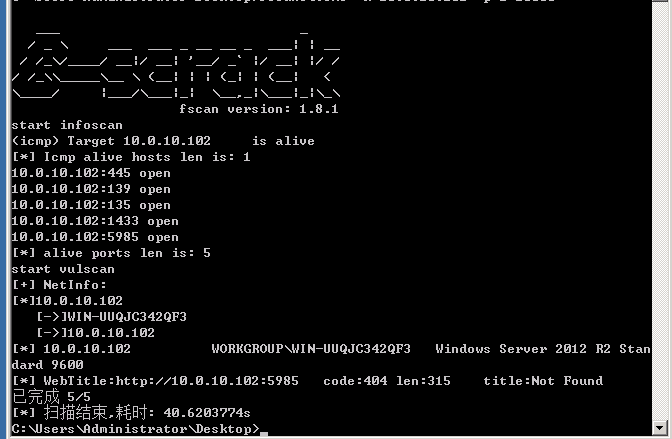 fscan version: 1.8.1
start infoscan
(icmp) Target 10.0.10.102     is alive
[*] Icmp alive hosts len is: 1
10.0.10.102:445 open
10.0.10.102:139 open
10.0.10.102:135 open
10.0.10.102:1433 open
10.0.10.102:5985 open
[*] alive ports len is: 5
start vulscan
[+] NetInfo:
[*]10.0.10.102
   [->]WIN-UUQJC342QF3
   [->]10.0.10.102
[*] 10.0.10.102          WORKGROUP\WIN-UUQJC342QF3   Windows Server 2012 R2 Stan
dard 9600
[*] WebTitle:http://10.0.10.102:5985   code:404 len:315    title:Not Found
已完成 5/5
[*] 扫描结束,耗时: 40.6203774s
C:\Users\Administrator\Desktop>